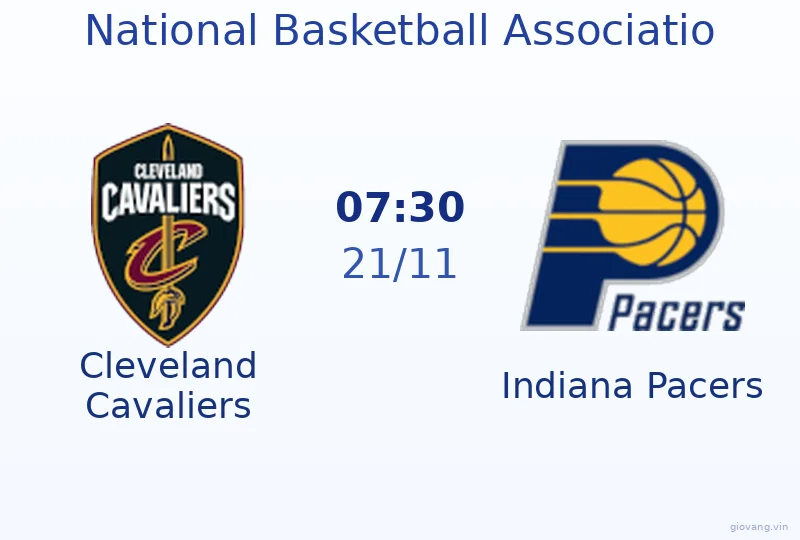 National Basketball Associatio
CLEVELAND
CAVALIERS
C
07:30
21/11
Pacers
Cleveland
Cavaliers
Indiana Pacers
giovang.vin